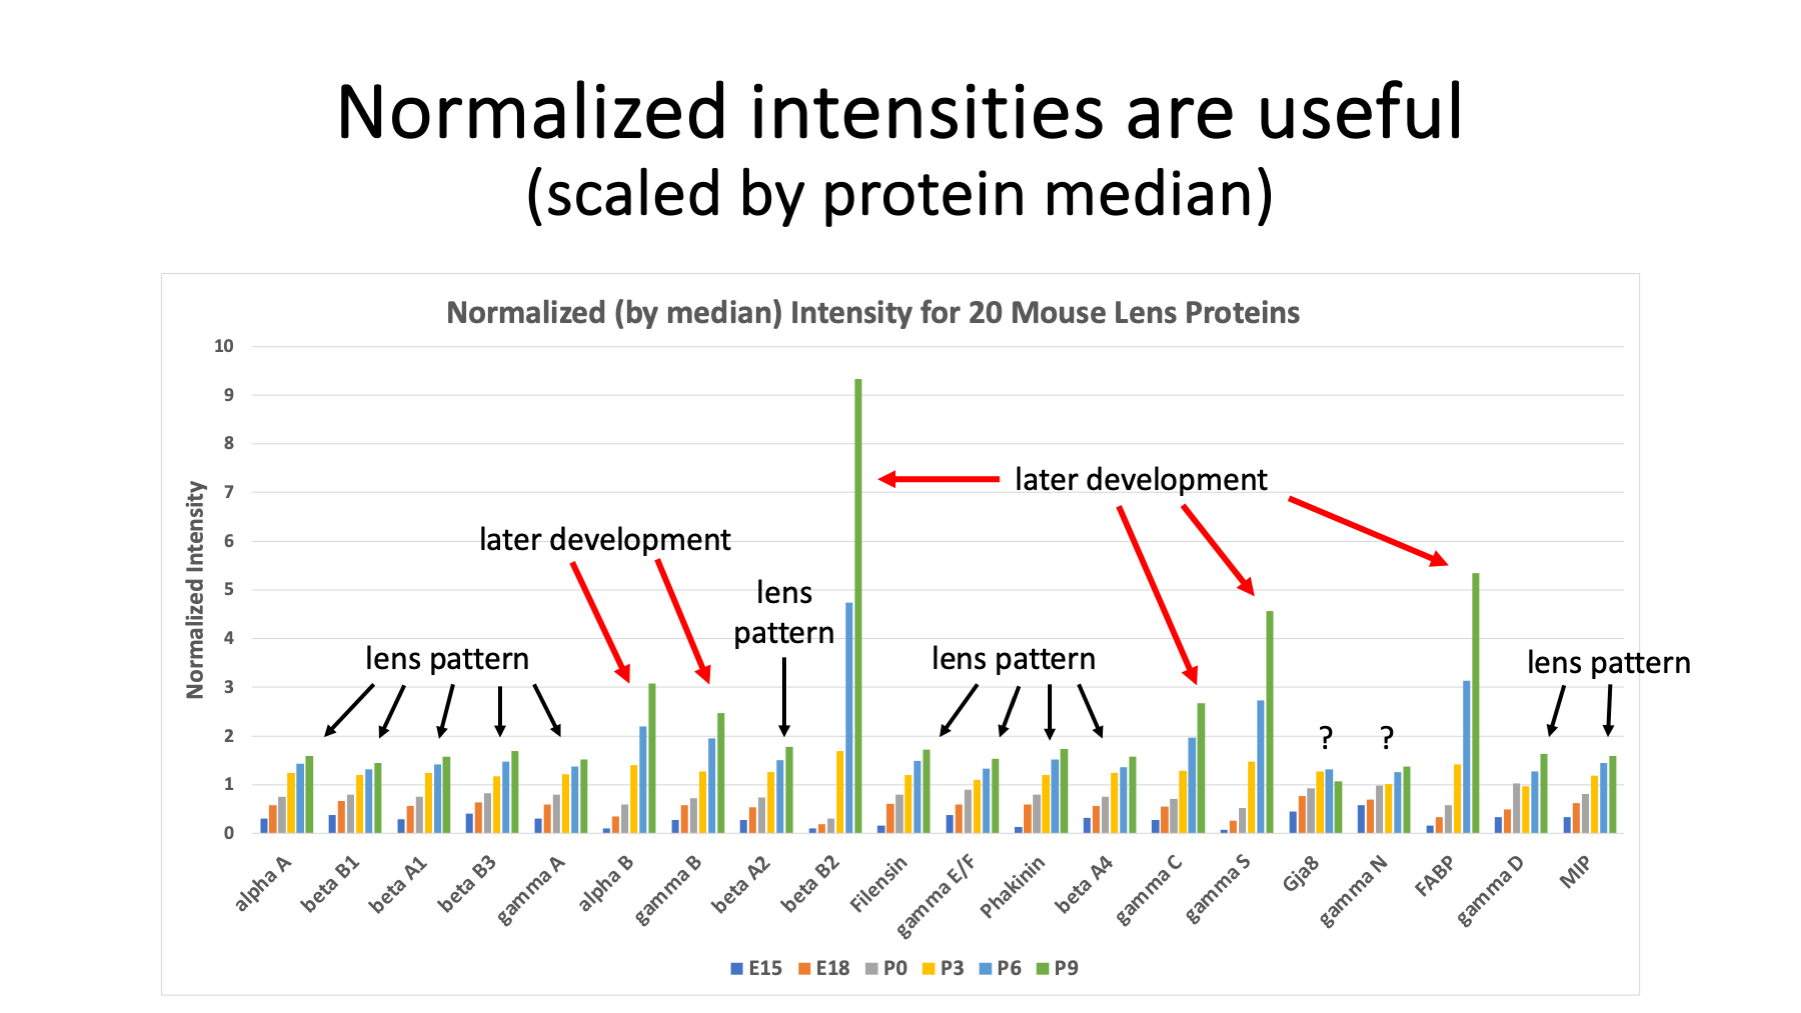 Normalized intensities are useful
(scaled by protein median)
Normalized (by median) Intensity for 20 Mouse Lens Proteins
Normalized Intensity
10
9
8
7
6
5
4
3
2
1
0
later development
later development
lens
pattern
lens pattern
lens pattern
lens pattern
?
?
alpha A
beta B1
beta A1
beta B3
gamma A
alpha B
gamma B
beta A2
beta B2
Filensin
gamma E/F
Phakinin
beta A4
gamma C
gamma S
Gja8
gamma N
FABP
gamma D
MIP
E15 E18 P0 P3 P6 P9